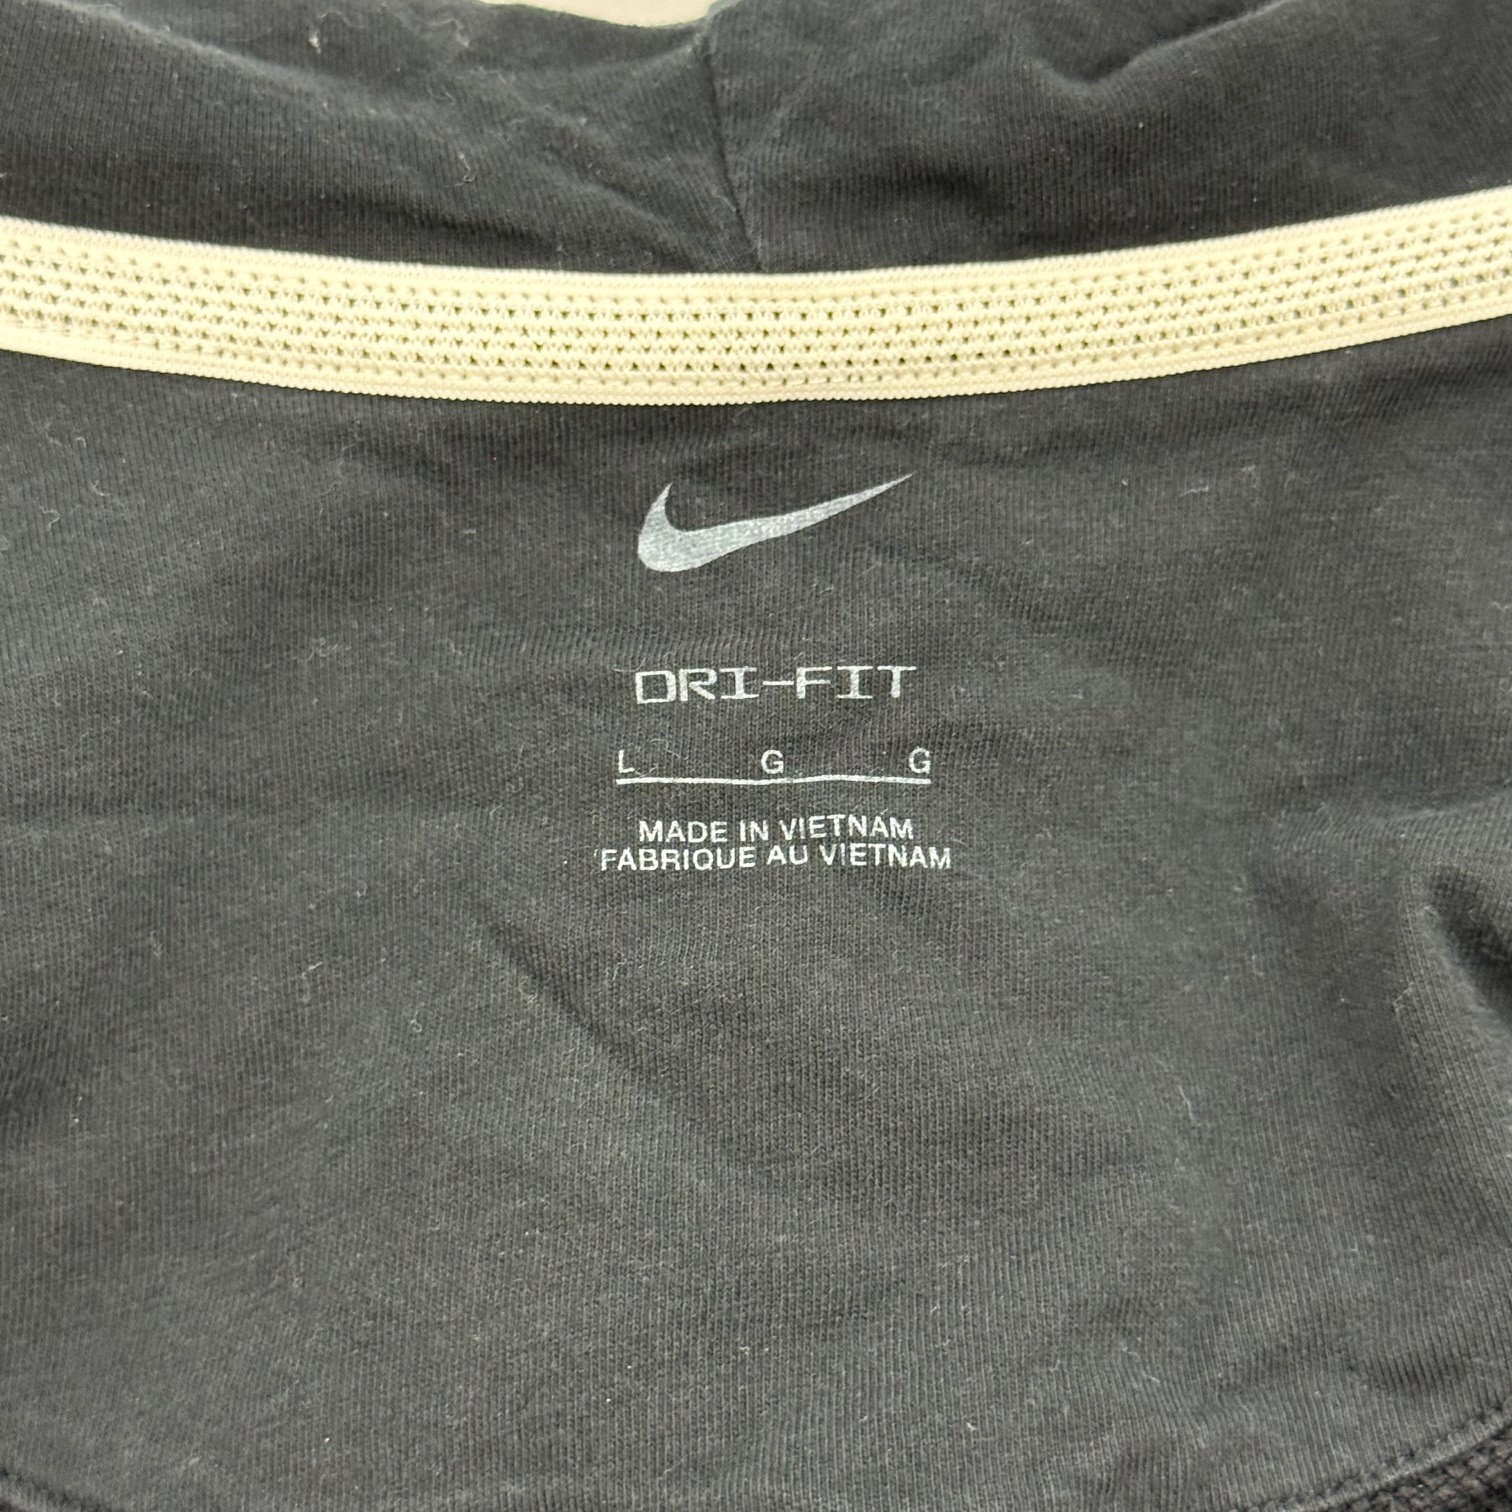 DRI-FIT
L G G
MADE IN VIETNAM
FABRIQUE AU VIETNAM